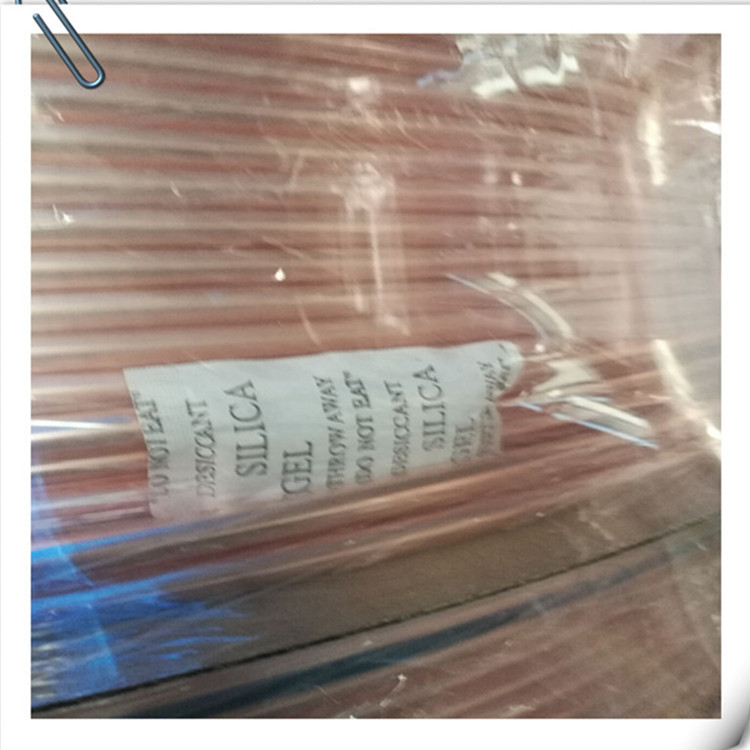 "DO NOT EAT"
DESICCANT
SILICA
GEL
THROW AWAY
"DO NOT EAT"
DESICCANT
SILICA
GEL